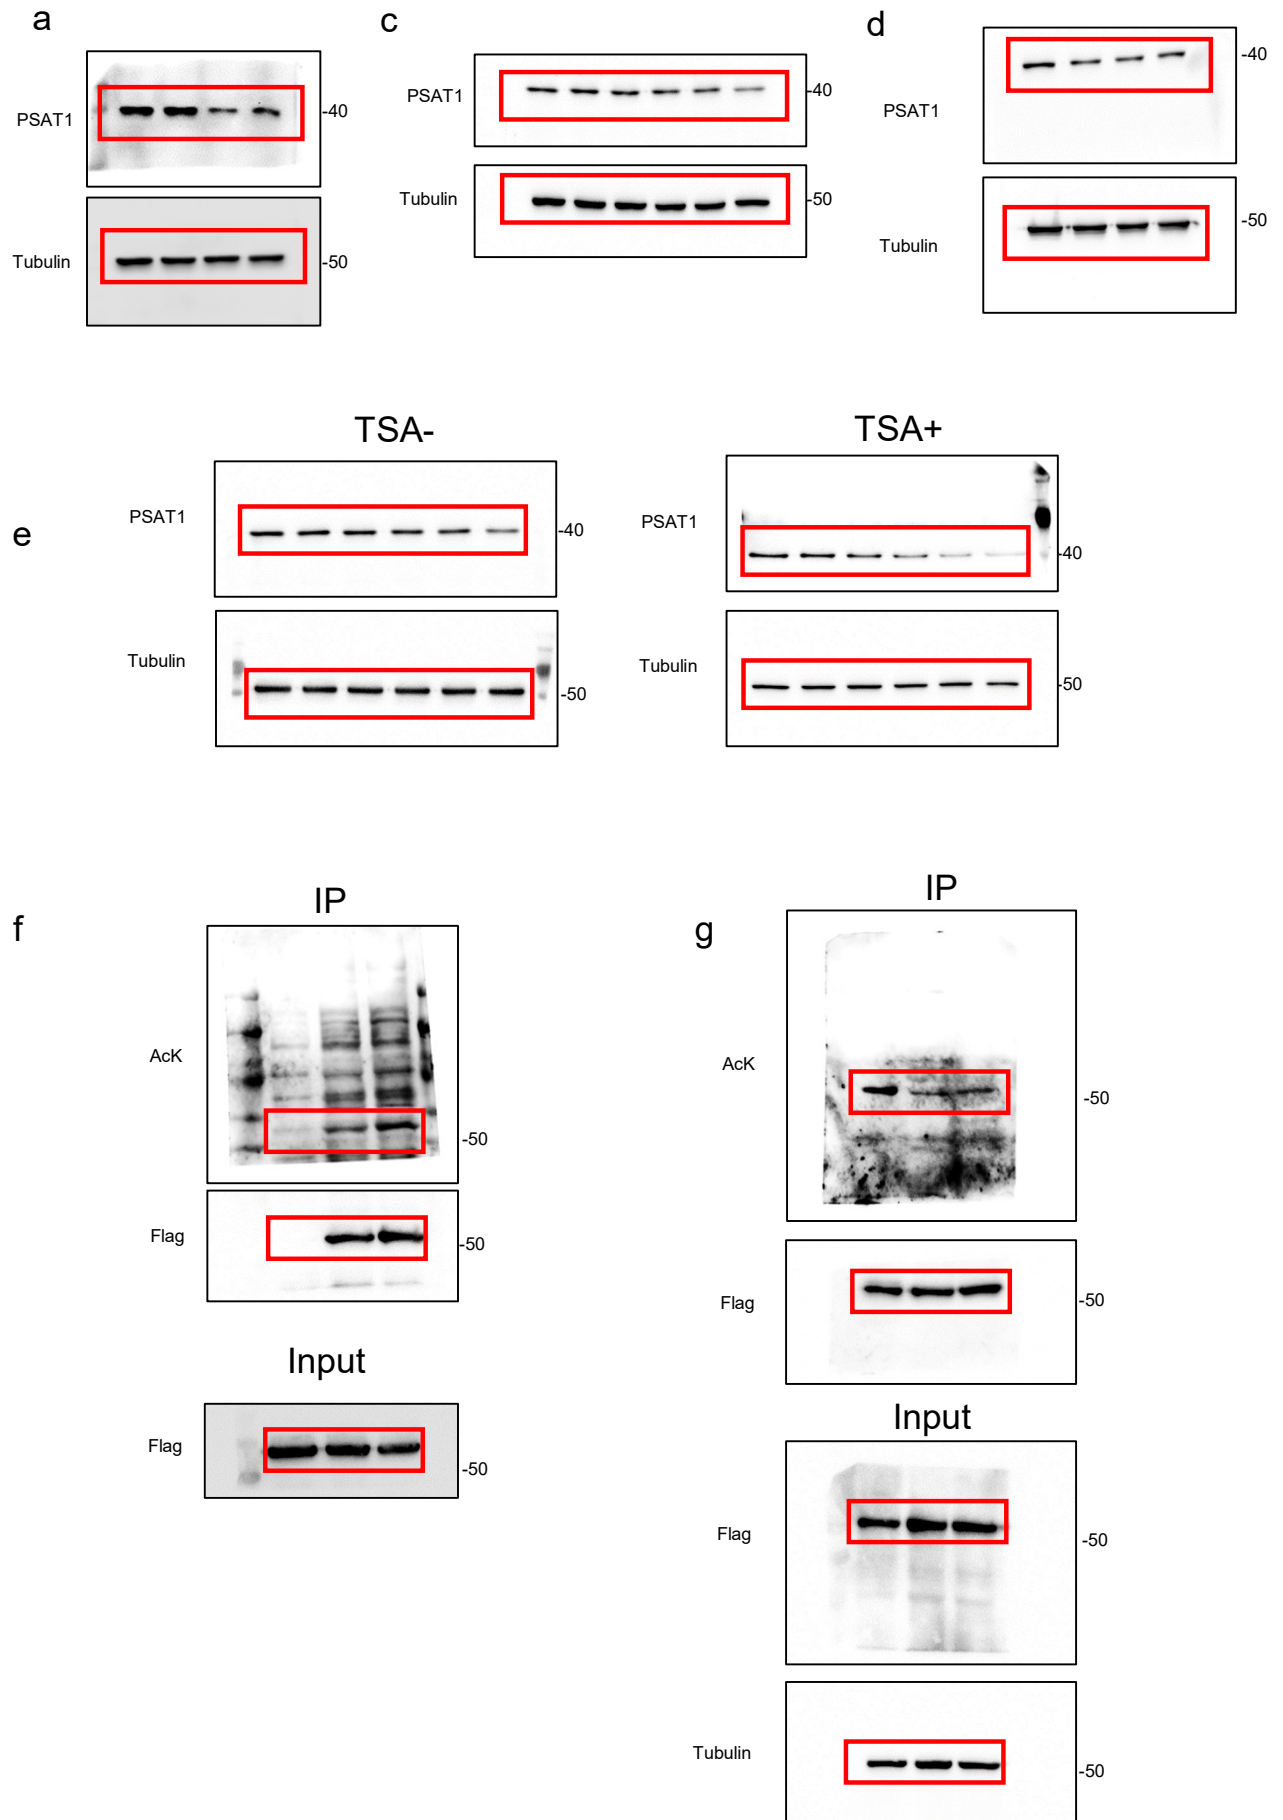 a
PSAT1
-40
Tubulin
-50
c
PSAT1
-40
Tubulin
-50
d
PSAT1
-40
Tubulin
-50
e
TSA-
PSAT1
-40
Tubulin
-50
TSA+
PSAT1
-40
Tubulin
-50
f
IP
AcK
-50
Flag
-50
Input
Flag
-50
g
IP
AcK
-50
Flag
-50
Input
Flag
-50
Tubulin
-50